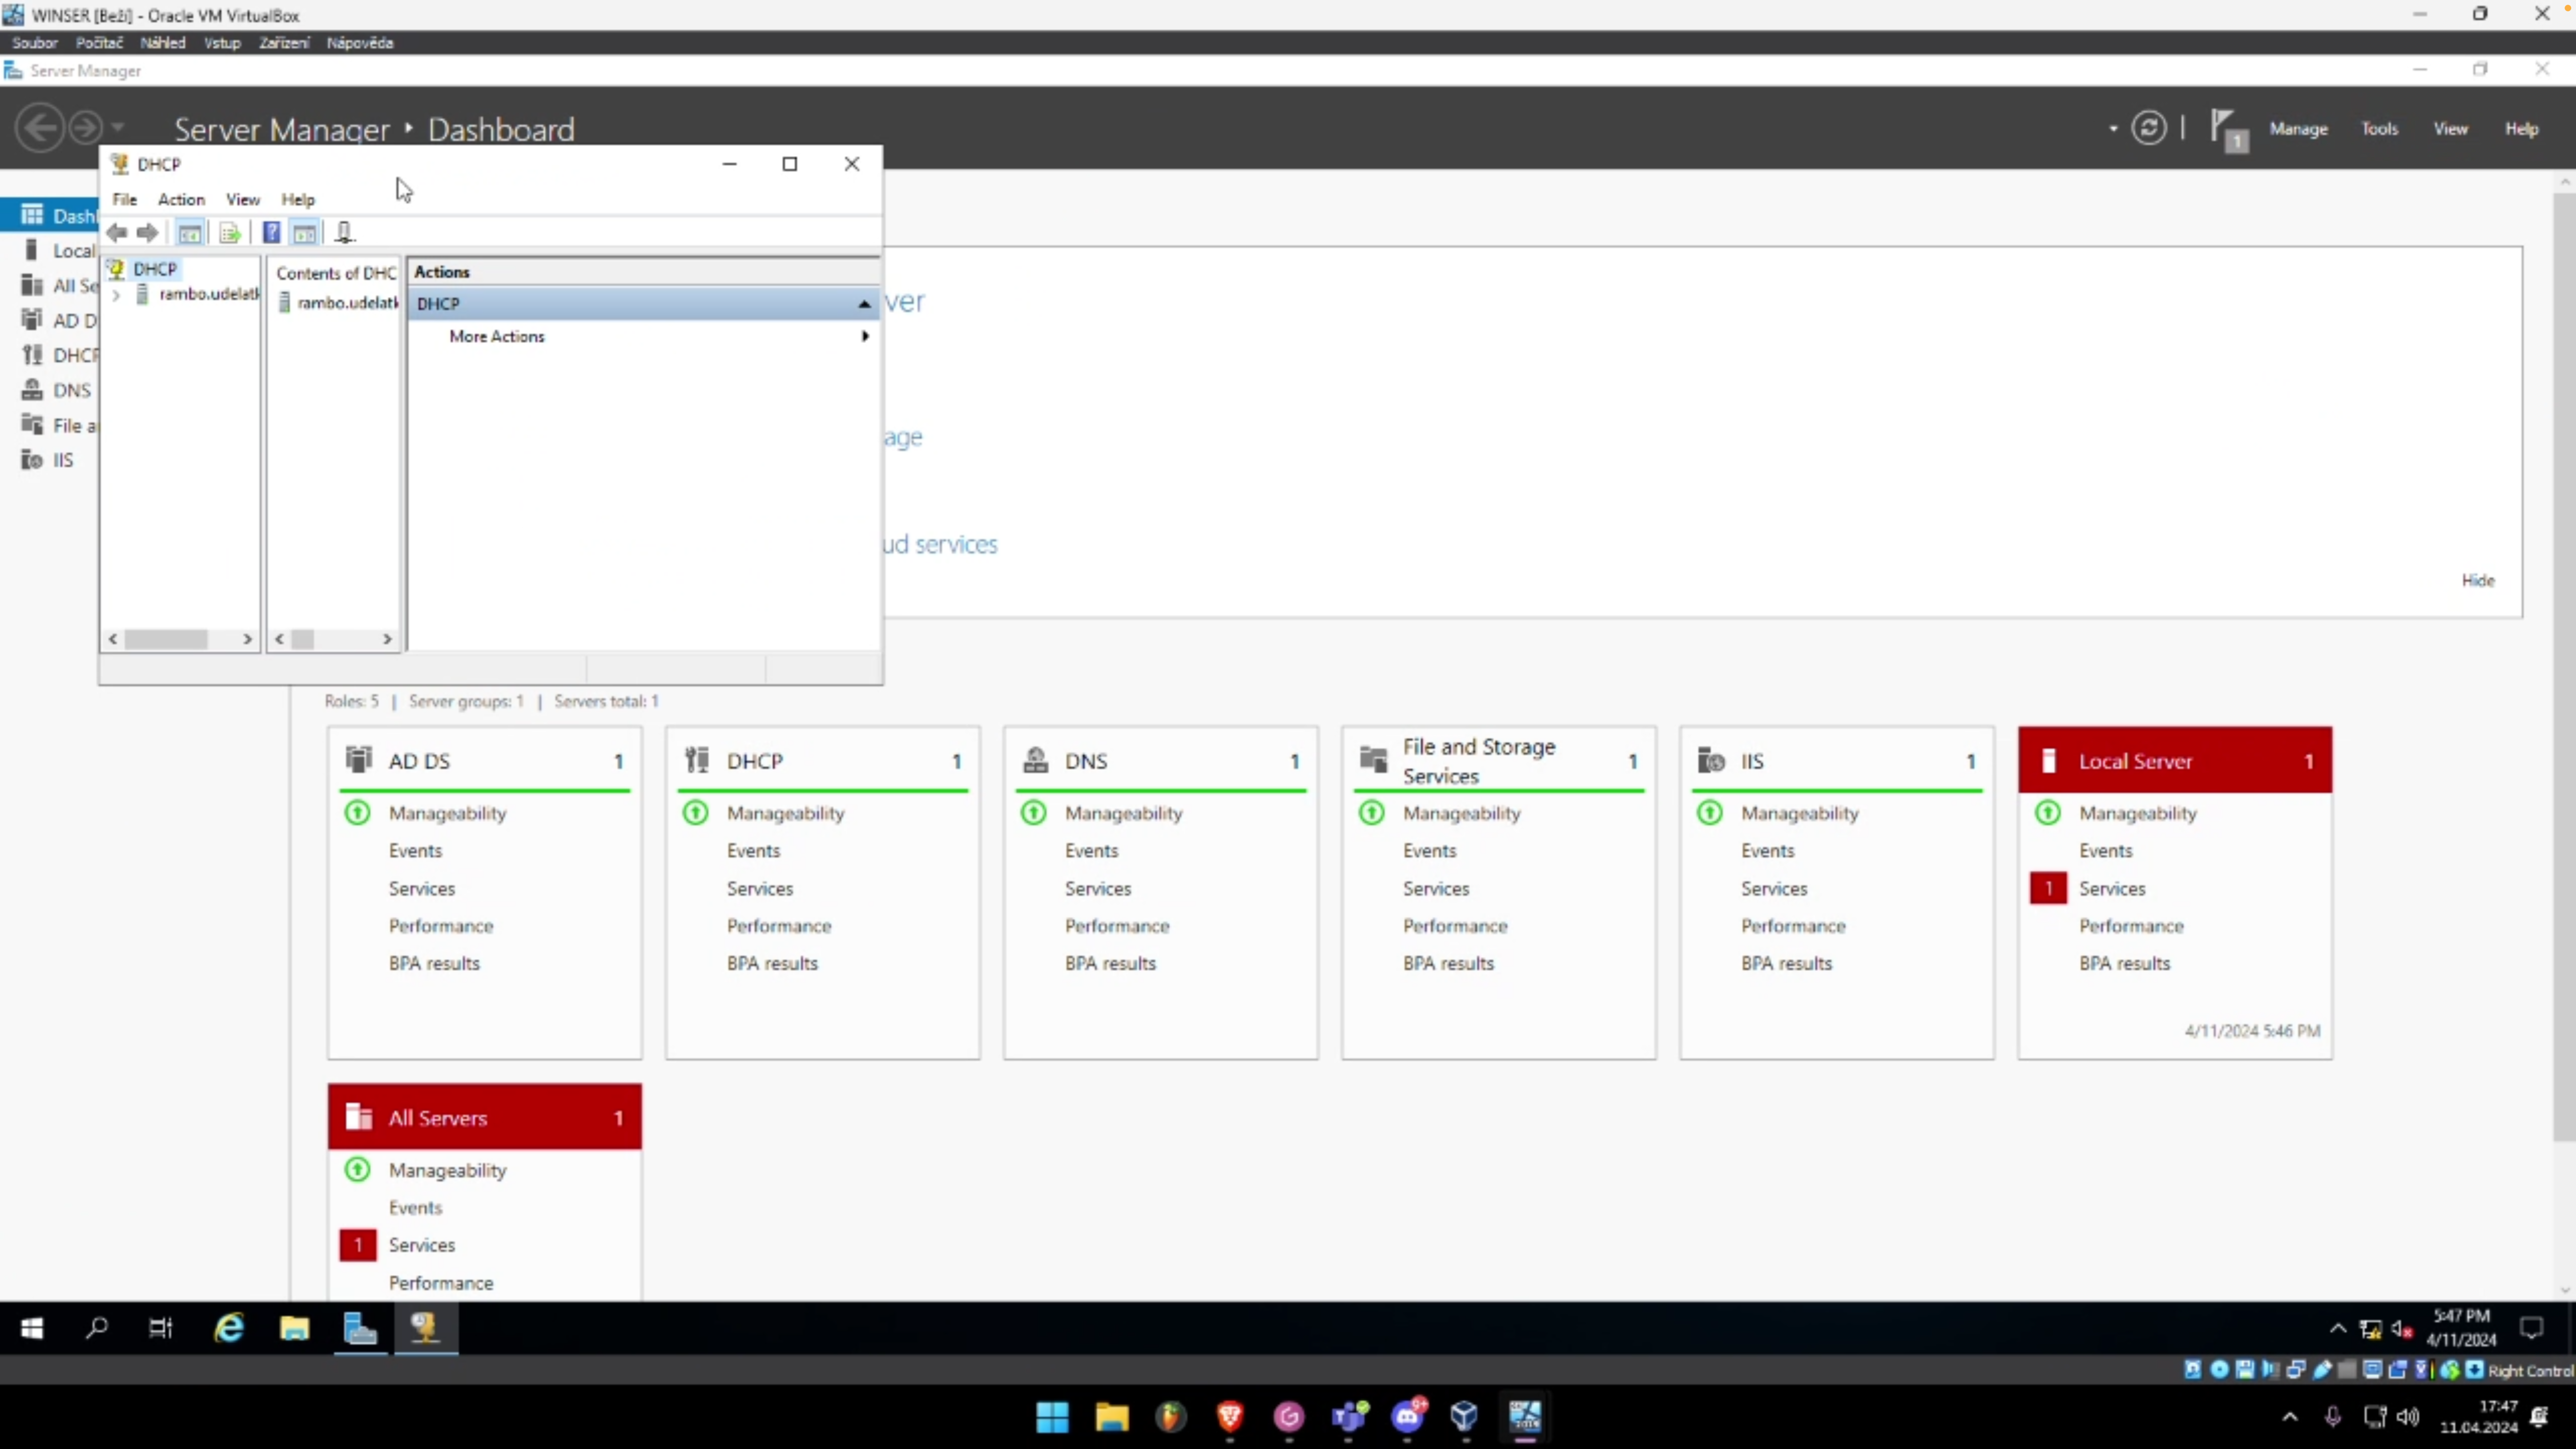 WINSER [Beží] - Oracle VM VirtualBox
Soubor Počítač Náhled Vstup Zařízení Nápověda
Server Manager
Server Manager Dashboard
1
Manage Tools View Help
DHCP
File Action View Help
DHCP
rambo.udelatk
Contents of DHC
rambo.udelatk
Actions
DHCP
More Actions
Dashl
Local
All Se
AD D
DHCP
DNS
File a
IIS
ver
age
ud services
Hide
Roles: 5 | Server groups: 1 | Servers total: 1
AD DS 1
Manageability
Events
Services
Performance
BPA results
DHCP 1
Manageability
Events
Services
Performance
BPA results
DNS 1
Manageability
Events
Services
Performance
BPA results
File and Storage
Services 1
Manageability
Events
Services
Performance
BPA results
IIS 1
Manageability
Events
Services
Performance
BPA results
Local Server 1
Manageability
Events
1 Services
Performance
BPA results
4/11/2024 5:46 PM
All Servers 1
Manageability
Events
1 Services
Performance
5:47 PM
4/11/2024
Right Control
9+
17:47
11.04.2024